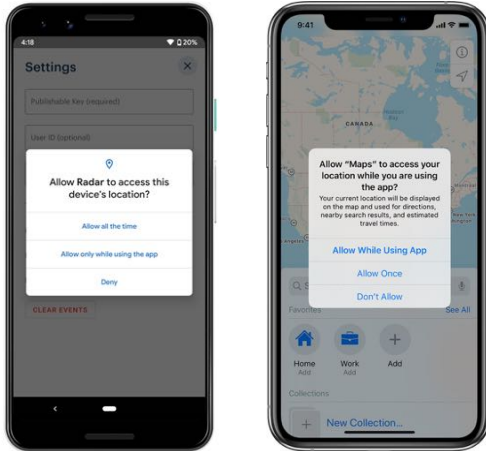 4:18
20%
Settings
Publishable Key (required)
User ID (optional)
Allow Radar to access this
device's location?
Allow all the time
Allow only while using the app
Deny
CLEAR EVENTS
9:41
CANADA
Allow “Maps” to access your
location while you are using
the app?
Your current location will be displayed
on the map and used for directions,
nearby search results, and estimated
travel times.
Allow While Using App
Allow Once
Don't Allow
Favorites
See All
Home
Work
Add
Add
Add
Collections
New Collection...